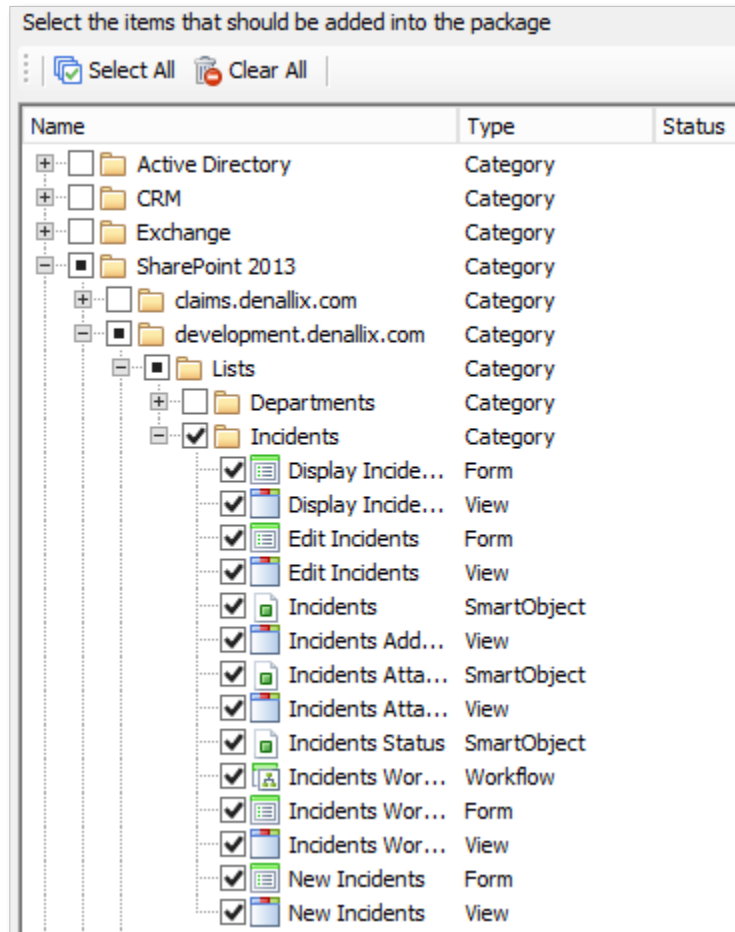 Select the items that should be added into the package
Select All Clear All
Name Type Status
Active Directory Category
CRM Category
Exchange Category
SharePoint 2013 Category
claims.denallix.com Category
development.denallix.com Category
Lists Category
Departments Category
Incidents Category
Display Incide... Form
Display Incide... View
Edit Incidents Form
Edit Incidents View
Incidents SmartObject
Incidents Add... View
Incidents Atta... SmartObject
Incidents Atta... View
Incidents Status SmartObject
Incidents Wor... Workflow
Incidents Wor... Form
Incidents Wor... View
New Incidents Form
New Incidents View